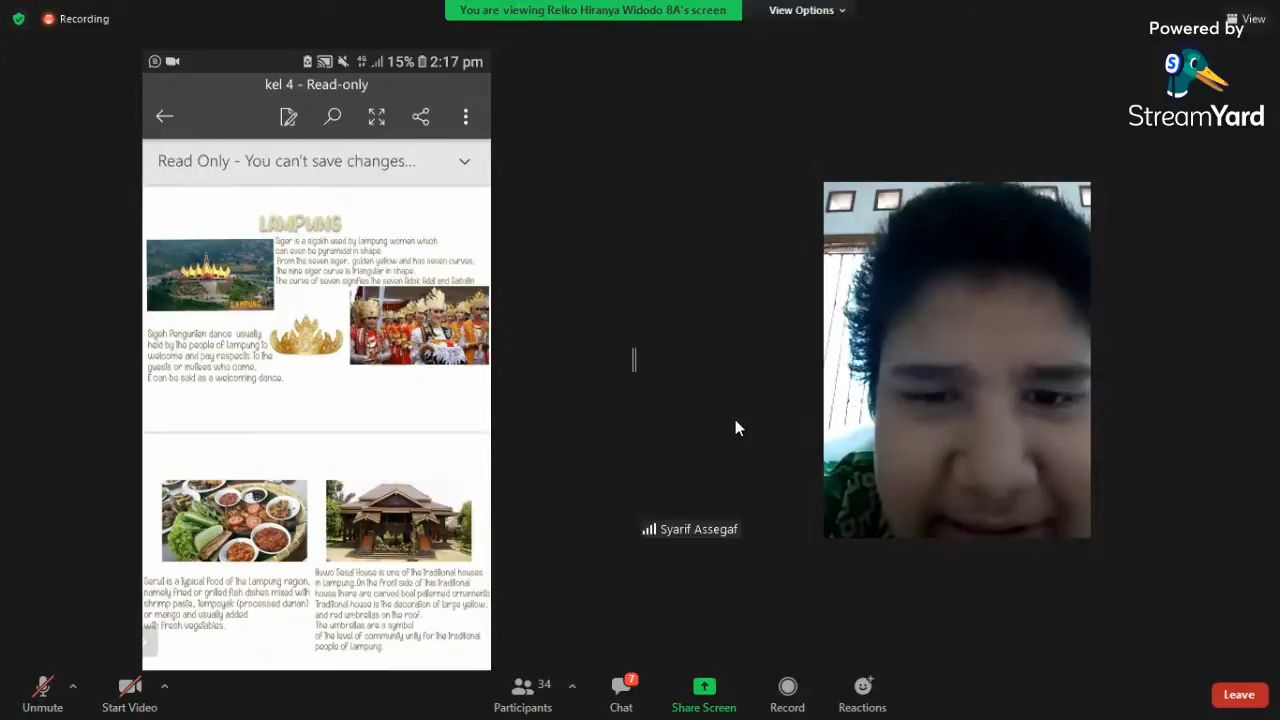 Recording
You are viewing Reiko Hiranya Widodo 8A's screen
View Options
View
Powered by
StreamYard
15% 2:17 pm
kel 4 - Read-only
Read Only - You can't save changes...
LAMPUNG
Siger is a sigokh used by Lampung women which
can even be pyramidal in shape
From the seven siger, golden yellow and has seven curves,
The nine siger curve is triangular in shape.
The curve of seven signifies the seven Adok
LAMPUNG
Sigeh Pengunten dance usually
held by the people of lampung to
welcome and pay respects to the
guests or invitees who come,
it can be said as a welcoming dance.
Seruit is a typical food of the Lampung region,
namely fried or grilled fish dishes mixed with
shrimp paste, tempoyak (processed durian)
or mango and usually added
with fresh vegetables.
Nuwo Sesat House is one of the traditional houses
in Lampung. On the front side of this traditional
house there are carved boat patterned ornaments
Traditional house is the decoration of large yellow,
and red umbrellas on the roof.
The umbrellas are a symbol
of the level of community unity for the traditional
people of Lampung.
Syarif Assegaf
Unmute
Start Video
34
Participants
7
Chat
Share Screen
Record
Reactions
Leave